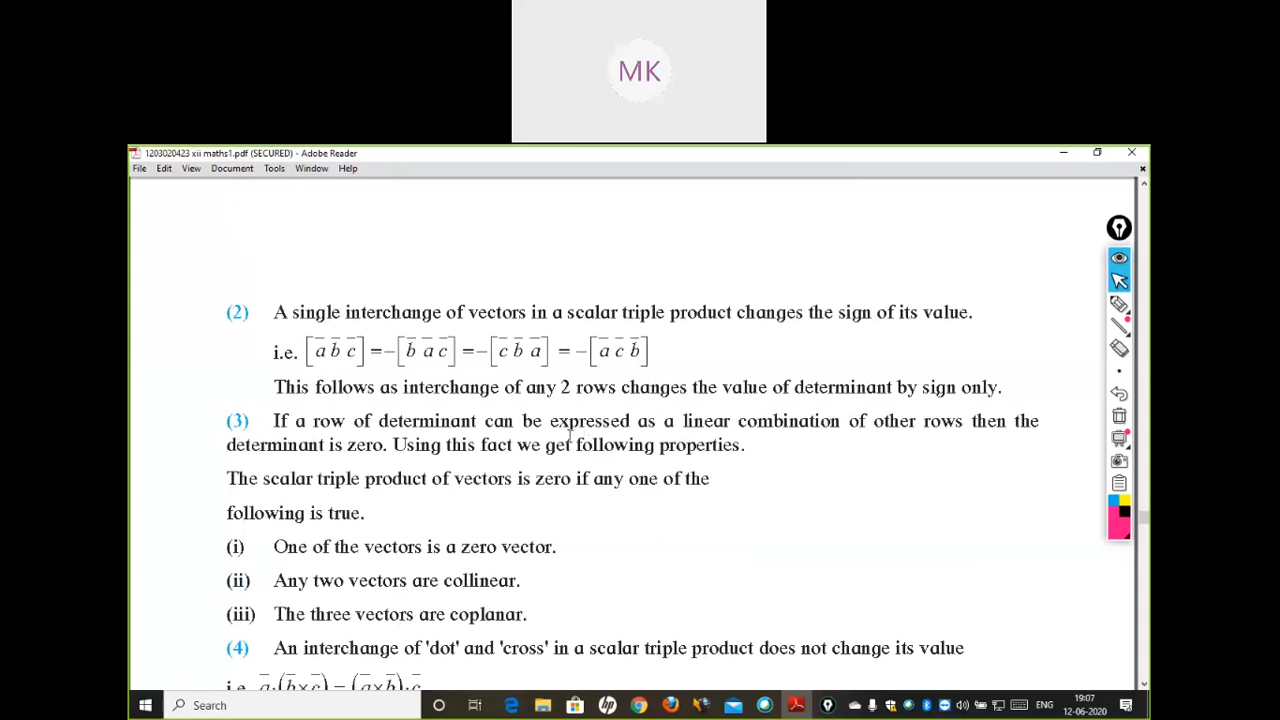 MK
1203020423 xii maths1.pdf (SECURED) - Adobe Reader
File Edit View Document Tools Window Help
(2) A single interchange of vectors in a scalar triple product changes the sign of its value.
i.e. [a̅ b̅ c̅] =−[b̅ a̅ c̅] =−[c̅ b̅ a̅] = −[a̅ c̅ b̅]
This follows as interchange of any 2 rows changes the value of determinant by sign only.
(3) If a row of determinant can be expressed as a linear combination of other rows then the
determinant is zero. Using this fact we get following properties.
The scalar triple product of vectors is zero if any one of the
following is true.
(i) One of the vectors is a zero vector.
(ii) Any two vectors are collinear.
(iii) The three vectors are coplanar.
(4) An interchange of 'dot' and 'cross' in a scalar triple product does not change its value
i.e. a̅·(b̅×c̅) = (a̅×b̅)·c̅
Search
ENG
19:07
12-06-2020